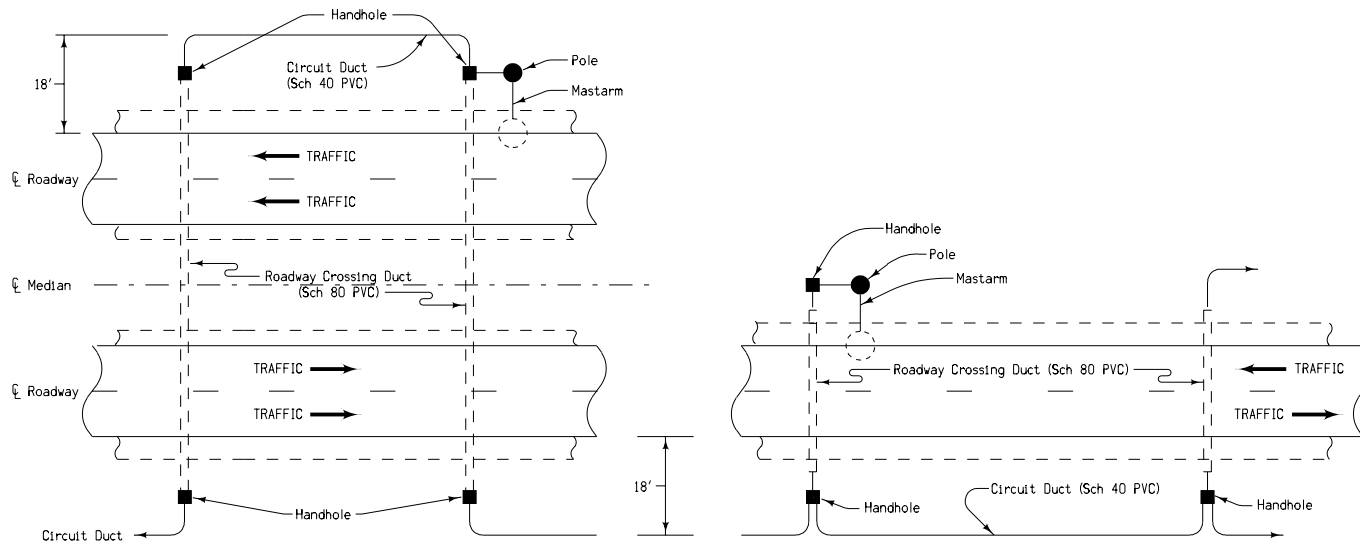 Handhole
Circuit Duct
(Sch 40 PVC)
Pole
Mastarm
18'
TRAFFIC
℄ Roadway
TRAFFIC
℄ Median
Roadway Crossing Duct
(Sch 80 PVC)
TRAFFIC
℄ Roadway
TRAFFIC
Handhole
Circuit Duct
Handhole
Pole
Mastarm
Roadway Crossing Duct (Sch 80 PVC)
TRAFFIC
TRAFFIC
18'
Circuit Duct (Sch 40 PVC)
Handhole
Handhole